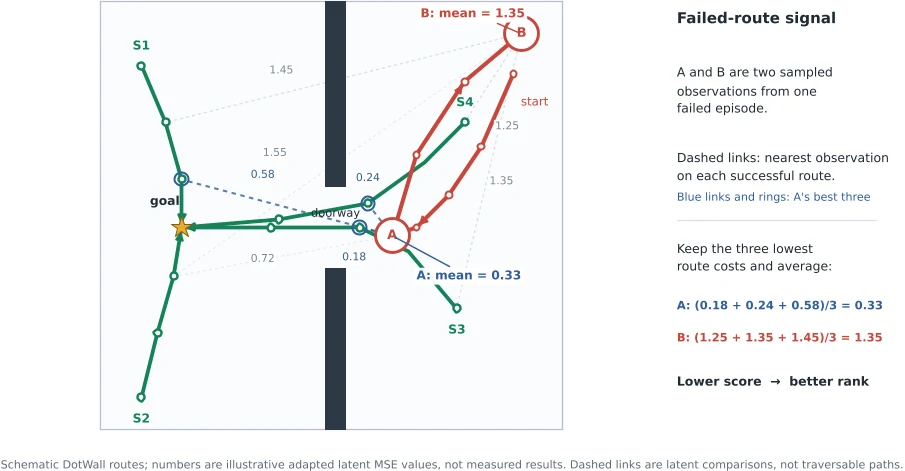 B: mean = 1.35
B
S1
1.45
start
S4
1.25
1.55
0.58
0.24
1.35
goal
doorway
A
0.72
0.18
A: mean = 0.33
S3
S2
Failed-route signal
A and B are two sampled
observations from one
failed episode.
Dashed links: nearest observation
on each successful route.
Blue links and rings: A's best three
Keep the three lowest
route costs and average:
A: (0.18 + 0.24 + 0.58)/3 = 0.33
B: (1.25 + 1.35 + 1.45)/3 = 1.35
Lower score → better rank
Schematic DotWall routes; numbers are illustrative adapted latent MSE values, not measured results. Dashed links are latent comparisons, not traversable paths.